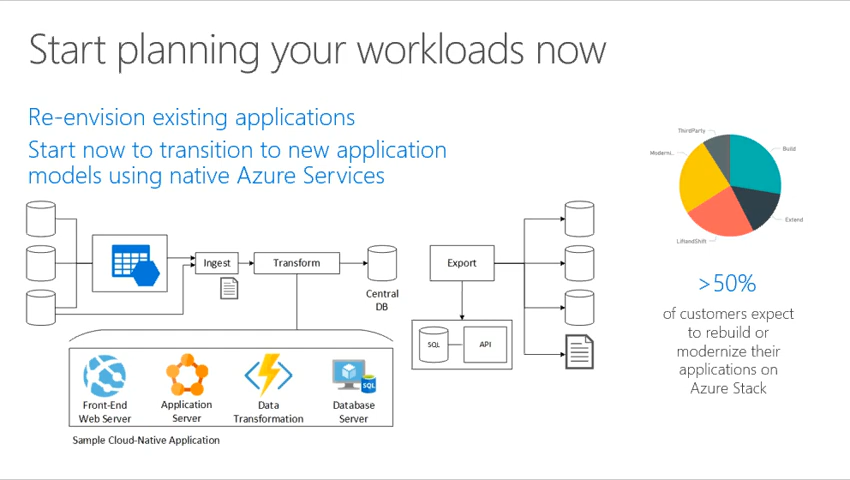 Start planning your workloads now
Re-envision existing applications
Start now to transition to new application
models using native Azure Services
Ingest
Transform
Central
DB
Export
SQL
API
Front-End
Web Server
Application
Server
Data
Transformation
SQL
Database
Server
Sample Cloud-Native Application
ThirdParty
Build
Moderni...
Extend
LiftandShift
>50%
of customers expect
to rebuild or
modernize their
applications on
Azure Stack